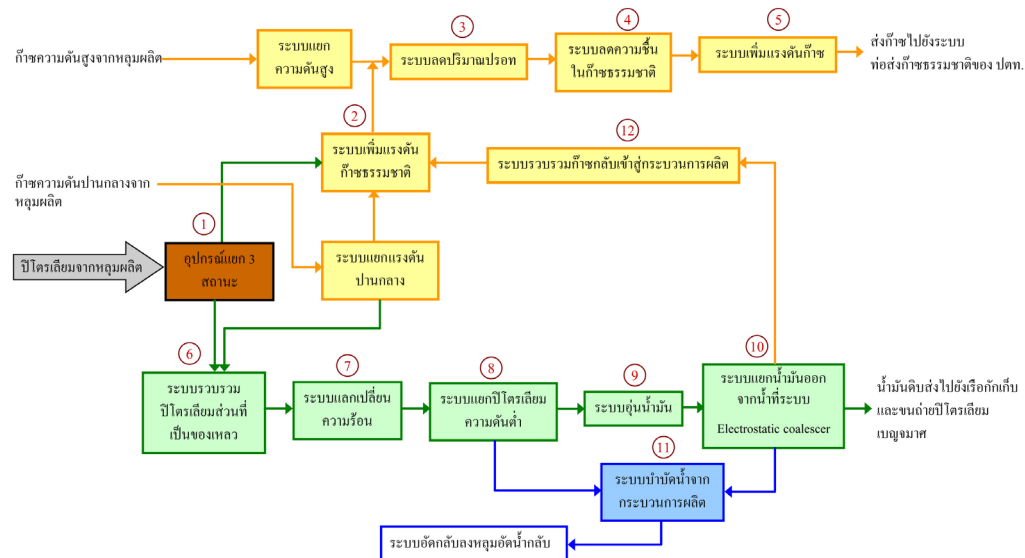 3
4
5
ก๊าซความดันสูงจากหลุมผลิต
ระบบแยก
ความดันสูง
ระบบลดปริมาณปรอท
ระบบลดความชื้น
ในก๊าซธรรมชาติ
ระบบเพิ่มแรงดันก๊าซ
ส่งก๊าซไปยังระบบ
ท่อส่งก๊าซธรรมชาติของ ปตท.
2
12
ระบบเพิ่มแรงดัน
ก๊าซธรรมชาติ
ระบบรวบรวมก๊าซกลับเข้าสู่กระบวนการผลิต
ก๊าซความดันปานกลางจาก
หลุมผลิต
1
ปิโตรเลียมจากหลุมผลิต
อุปกรณ์แยก 3
สถานะ
ระบบแยกแรงดัน
ปานกลาง
6
7
8
9
10
ระบบรวบรวม
ปิโตรเลียมส่วนที่
เป็นของเหลว
ระบบแลกเปลี่ยน
ความร้อน
ระบบแยกปิโตรเลียม
ความดันต่ำ
ระบบอุ่นน้ำมัน
ระบบแยกน้ำมันออก
จากน้ำที่ระบบ
Electrostatic coalescer
น้ำมันดิบส่งไปยังเรือกักเก็บ
และขนถ่ายปิโตรเลียม
เบญจมาศ
11
ระบบบำบัดน้ำจาก
กระบวนการผลิต
ระบบอัดกลับลงหลุมอัดน้ำกลับ